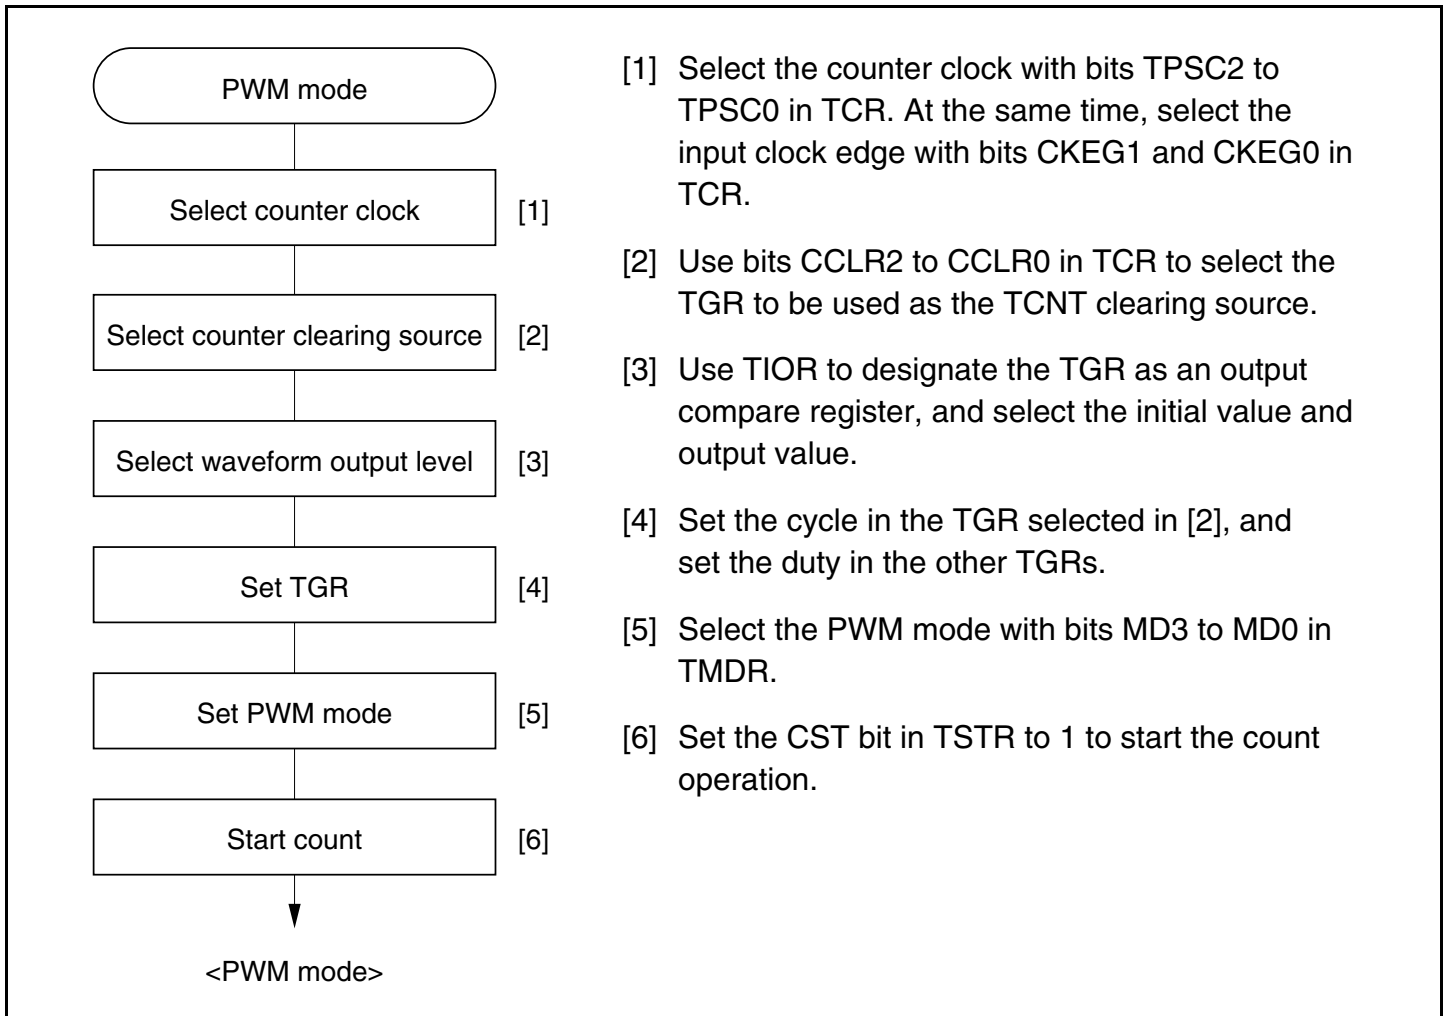 PWM mode
Select counter clock [1]
Select counter clearing source [2]
Select waveform output level [3]
Set TGR [4]
Set PWM mode [5]
Start count [6]
<PWM mode>
[1] Select the counter clock with bits TPSC2 to
TPSC0 in TCR. At the same time, select the
input clock edge with bits CKEG1 and CKEG0 in
TCR.
[2] Use bits CCLR2 to CCLR0 in TCR to select the
TGR to be used as the TCNT clearing source.
[3] Use TIOR to designate the TGR as an output
compare register, and select the initial value and
output value.
[4] Set the cycle in the TGR selected in [2], and
set the duty in the other TGRs.
[5] Select the PWM mode with bits MD3 to MD0 in
TMDR.
[6] Set the CST bit in TSTR to 1 to start the count
operation.